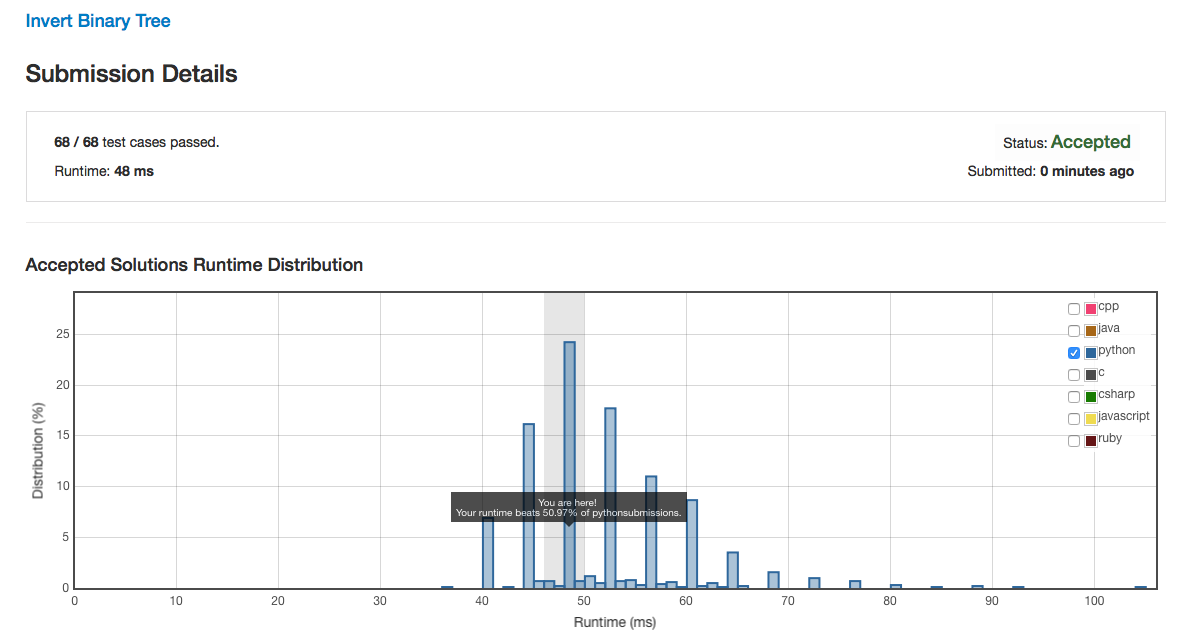 Invert Binary Tree
Submission Details
68 / 68 test cases passed.
Status: Accepted
Runtime: 48 ms
Submitted: 0 minutes ago
Accepted Solutions Runtime Distribution
cpp
java
python
c
csharp
javascript
ruby
25
20
15
10
5
0
Distribution (%)
You are here!
Your runtime beats 50.97% of pythonsubmissions.
0 10 20 30 40 50 60 70 80 90 100
Runtime (ms)